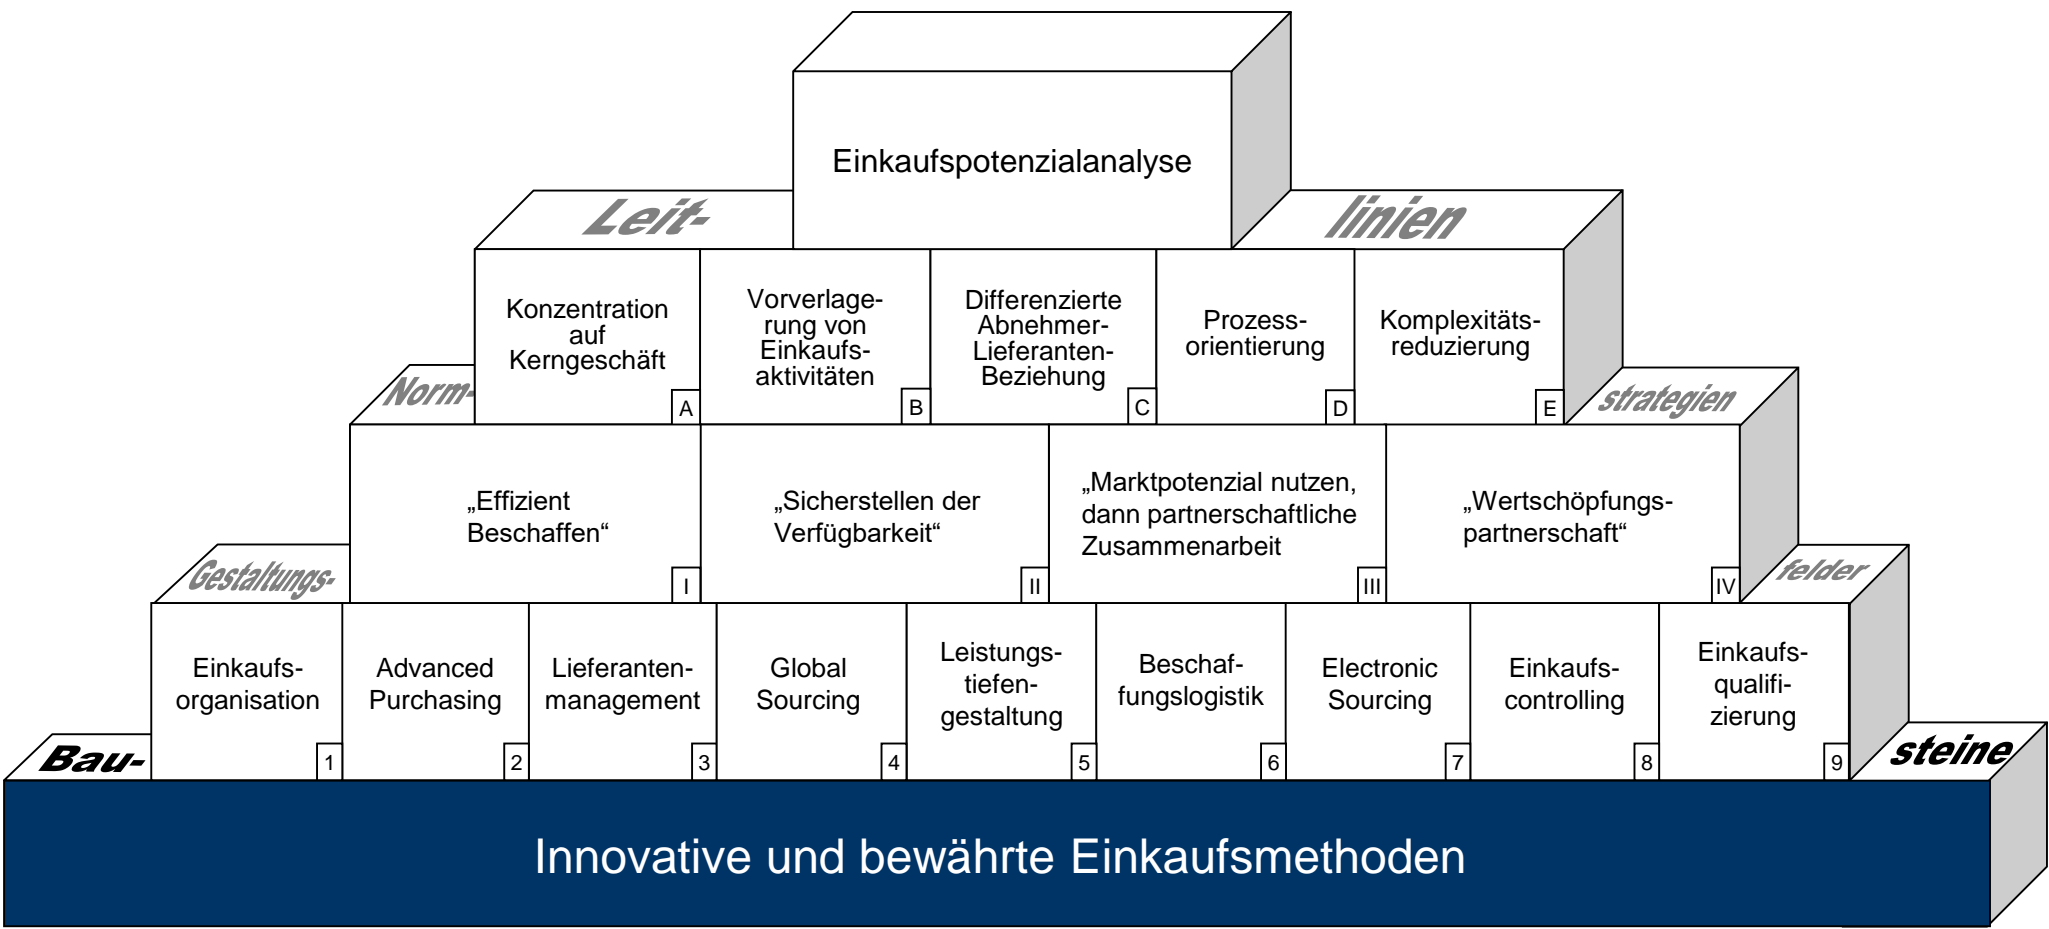 Einkaufspotenzialanalyse
Leit-
linien
Konzentration
auf
Kerngeschäft
A
Vorverlage-
rung von
Einkaufs-
aktivitäten
B
Differenzierte
Abnehmer-
Lieferanten-
Beziehung
C
Prozess-
orientierung
D
Komplexitäts-
reduzierung
E
Norm-
strategien
„Effizient
Beschaffen“
I
„Sicherstellen der
Verfügbarkeit“
II
„Marktpotenzial nutzen,
dann partnerschaftliche
Zusammenarbeit
III
„Wertschöpfungs-
partnerschaft“
IV
Gestaltungs-
felder
Einkaufs-
organisation
1
Advanced
Purchasing
2
Lieferanten-
management
3
Global
Sourcing
4
Leistungs-
tiefen-
gestaltung
5
Beschaf-
fungslogistik
6
Electronic
Sourcing
7
Einkaufs-
controlling
8
Einkaufs-
qualifi-
zierung
9
Bau-
steine
Innovative und bewährte Einkaufsmethoden